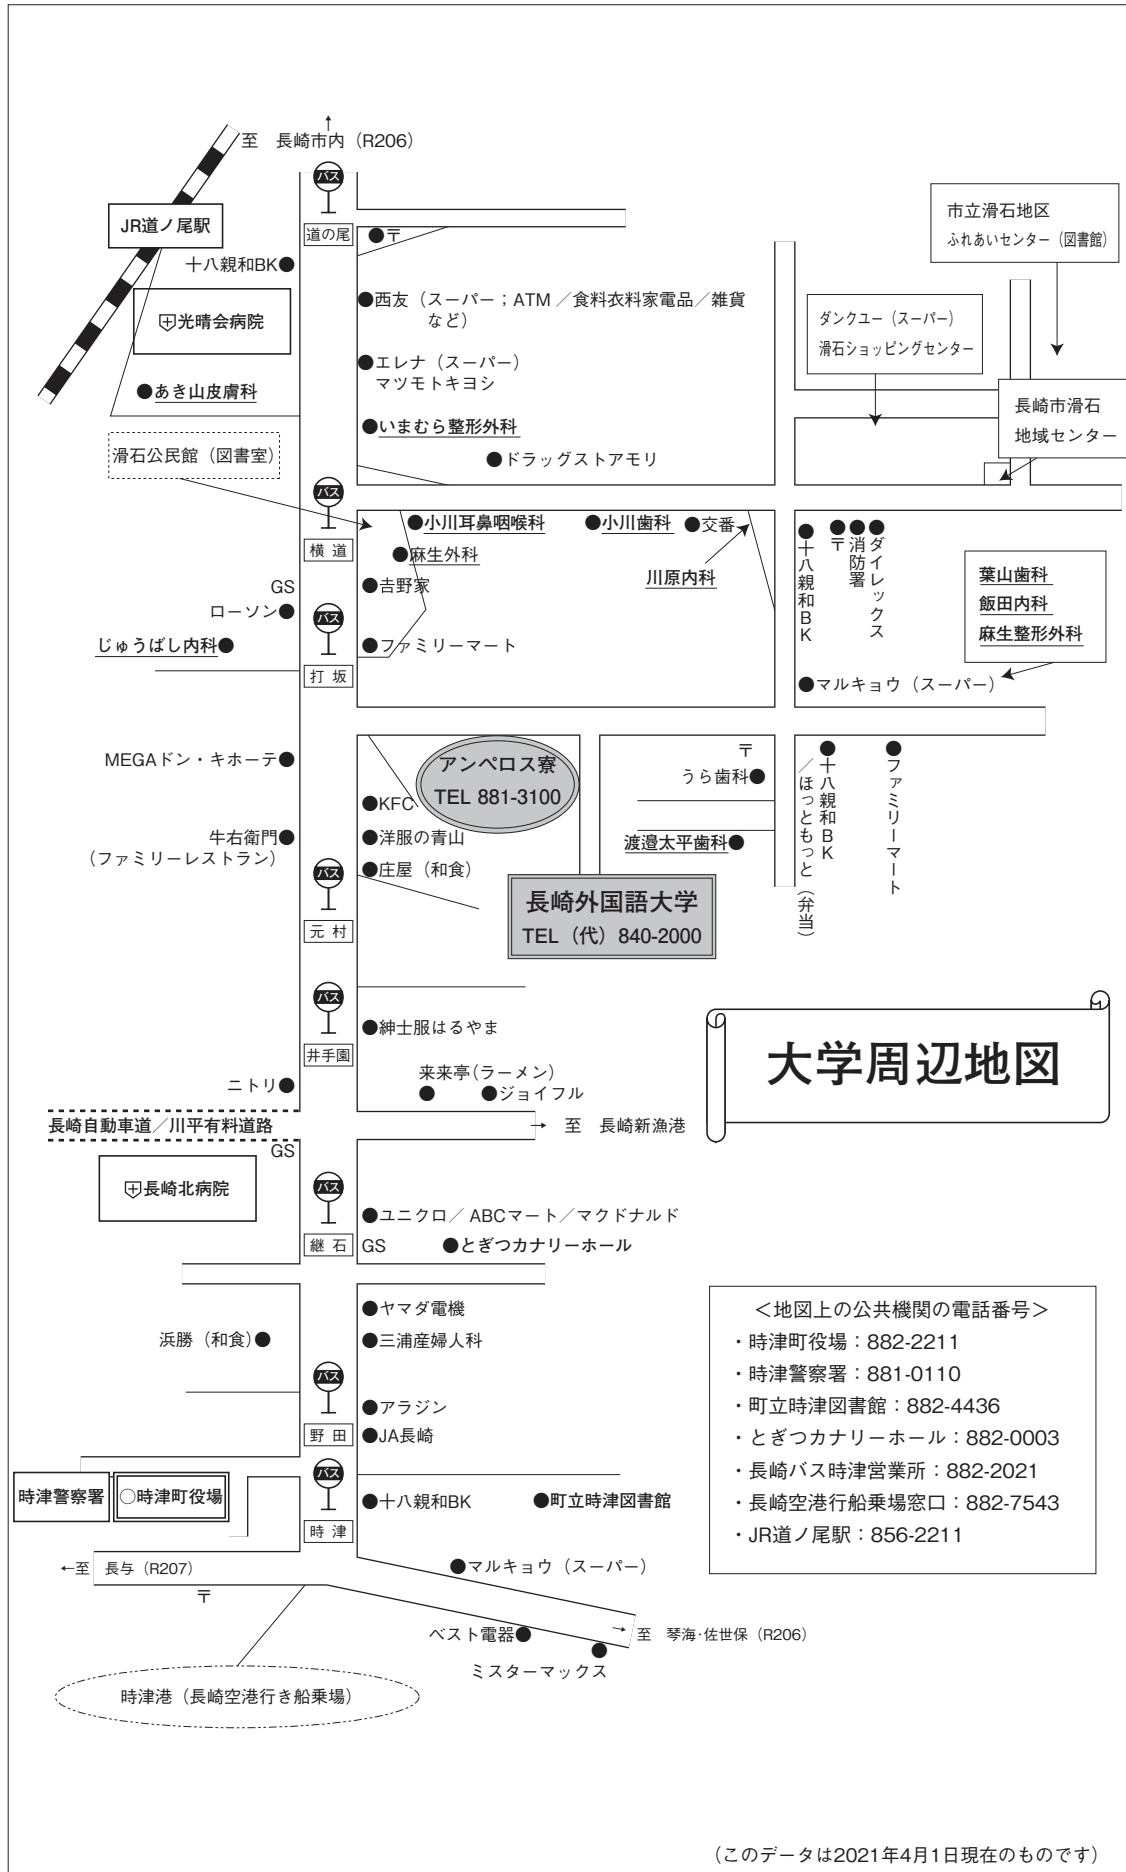 ↑
至　長崎市内（R206）
バス
道の尾
JR道ノ尾駅
●〒
十八親和BK●
光晴会病院
●西友（スーパー；ATM／食料衣料家電品／雑貨
など）
●エレナ（スーパー）
マツモトキヨシ
●あき山皮膚科
●いまむら整形外科
滑石公民館（図書室）
●ドラッグストアモリ
市立滑石地区
ふれあいセンター（図書館）
ダンクユー（スーパー）
滑石ショッピングセンター
長崎市滑石
地域センター
バス
横道
●小川耳鼻咽喉科
●小川歯科
●交番
●麻生外科
川原内科
●十八親和BK
●〒
●消防署
●ダイレックス
葉山歯科
飯田内科
麻生整形外科
GS
●吉野家
ローソン●
バス
じゅうばし内科●
●ファミリーマート
打坂
●マルキョウ（スーパー）
MEGAドン・キホーテ●
アンペロス寮
TEL 881-3100
〒
うら歯科●
●十八親和BK
／ほっともっと（弁当）
●ファミリーマート
●KFC
牛右衛門●
（ファミリーレストラン）
●洋服の青山
渡邉太平歯科●
●庄屋（和食）
バス
元村
長崎外国語大学
TEL（代）840-2000
バス
井手園
●紳士服はるやま
大学周辺地図
来来亭（ラーメン）
●
●ジョイフル
ニトリ●
長崎自動車道／川平有料道路
→　至　長崎新漁港
GS
長崎北病院
バス
継石
●ユニクロ／ABCマート／マクドナルド
GS
●とぎつカナリーホール
●ヤマダ電機
浜勝（和食）●
●三浦産婦人科
バス
野田
●アラジン
●JA長崎
時津警察署
○時津町役場
バス
時津
●十八親和BK
●町立時津図書館
←至　長与（R207）
〒
●マルキョウ（スーパー）
→至　琴海・佐世保（R206）
ベスト電器●
●
ミスターマックス
時津港（長崎空港行き船乗場）
＜地図上の公共機関の電話番号＞
・時津町役場：882-2211
・時津警察署：881-0110
・町立時津図書館：882-4436
・とぎつカナリーホール：882-0003
・長崎バス時津営業所：882-2021
・長崎空港行船乗場窓口：882-7543
・JR道ノ尾駅：856-2211
（このデータは2021年4月1日現在のものです）